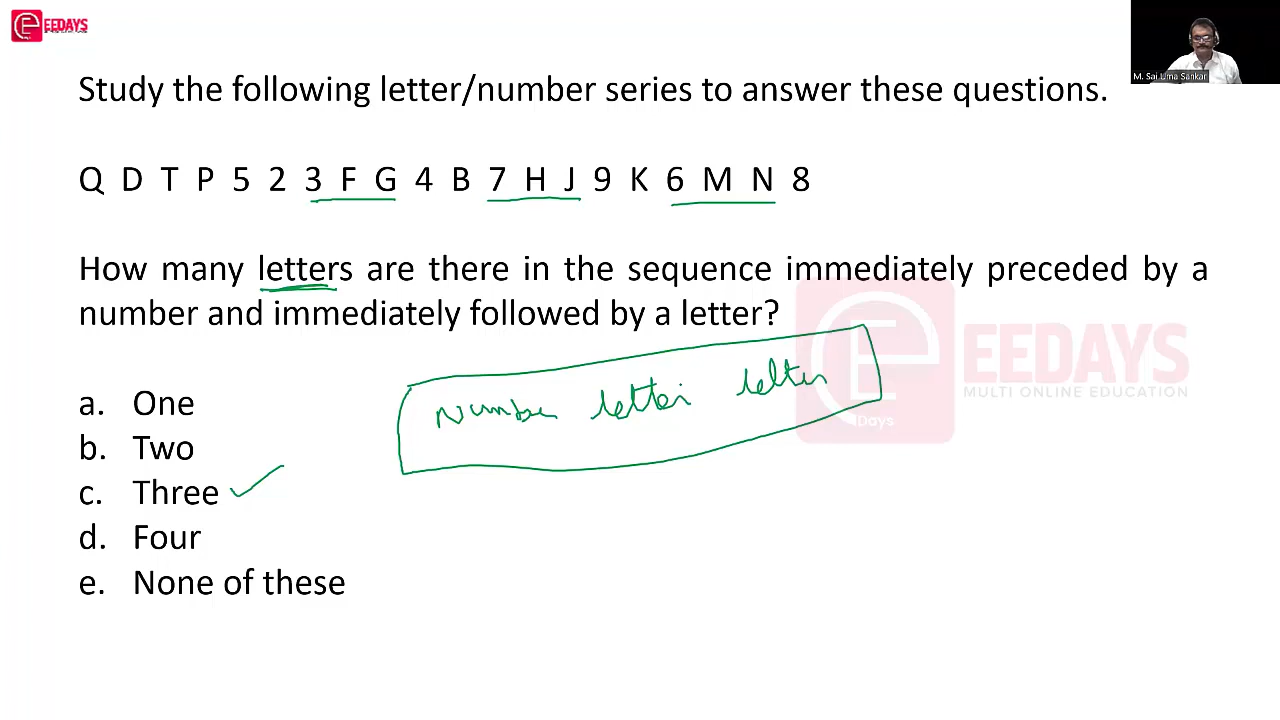 EEDAYS
M. Sai Uma Sankar
Study the following letter/number series to answer these questions.
Q D T P 5 2 3 F G 4 B 7 H J 9 K 6 M N 8
How many letters are there in the sequence immediately preceded by a
number and immediately followed by a letter?
Number letter letter
a. One
b. Two
c. Three
d. Four
e. None of these
EEDAYS
MULTI ONLINE EDUCATION
Days